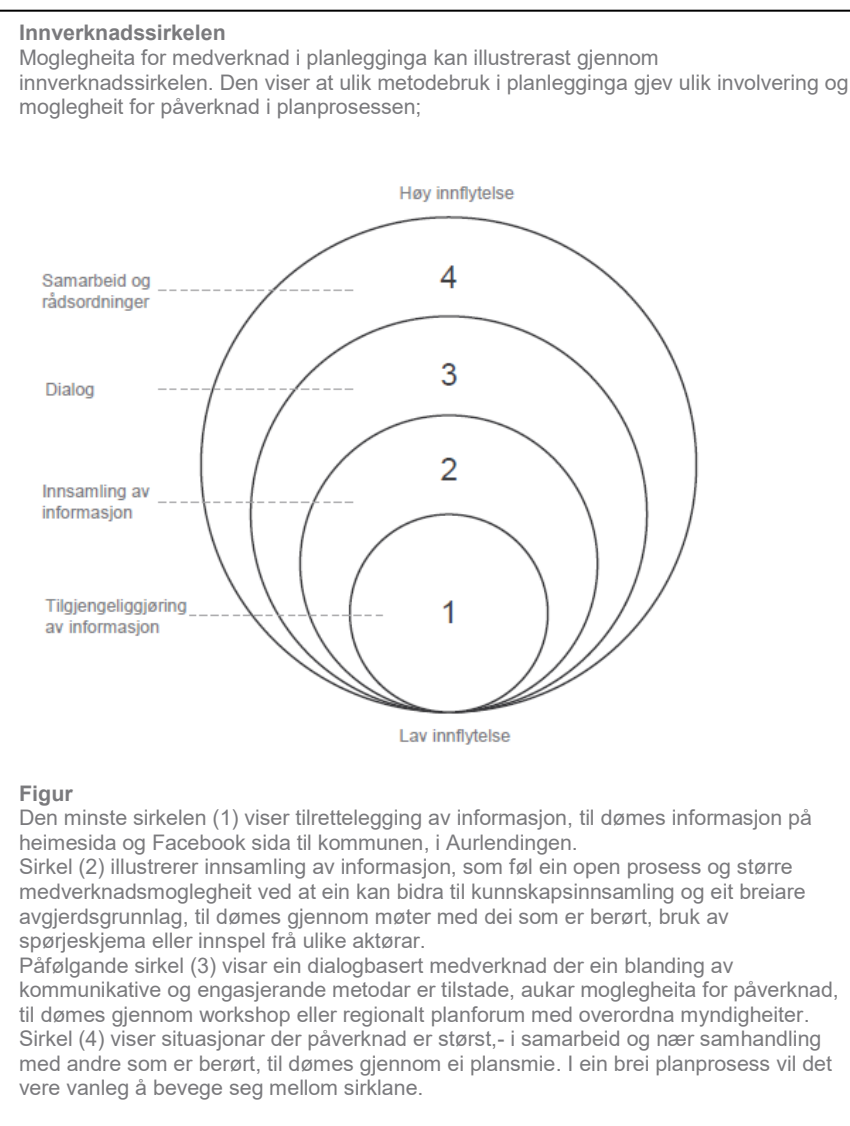 Innverknadssirkelen
Moglegheita for medverknad i planlegginga kan illustrerast gjennom
innverknadssirkelen. Den viser at ulik metodebruk i planlegginga gjev ulik involvering og
moglegheit for påverknad i planprosessen;
Høy innflytelse
4
Samarbeid og
rådsordninger
3
Dialog
2
Innsamling av
informasjon
1
Tilgjengeliggjøring
av informasjon
Lav innflytelse
Figur
Den minste sirkelen (1) viser tilrettelegging av informasjon, til dømes informasjon på
heimesida og Facebook sida til kommunen, i Aurlendingen.
Sirkel (2) illustrerer innsamling av informasjon, som føl ein open prosess og større
medverknadsmoglegheit ved at ein kan bidra til kunnskapsinnsamling og eit breiare
avgjerdsgrunnlag, til dømes gjennom møter med dei som er berørt, bruk av
spørjeskjema eller innspel frå ulike aktørar.
Påfølgande sirkel (3) visar ein dialogbasert medverknad der ein blanding av
kommunikative og engasjerande metodar er tilstade, aukar moglegheita for påverknad,
til dømes gjennom workshop eller regionalt planforum med overordna myndigheiter.
Sirkel (4) viser situasjonar der påverknad er størst,- i samarbeid og nær samhandling
med andre som er berørt, til dømes gjennom ei plansmie. I ein brei planprosess vil det
vere vanleg å bevege seg mellom sirklane.